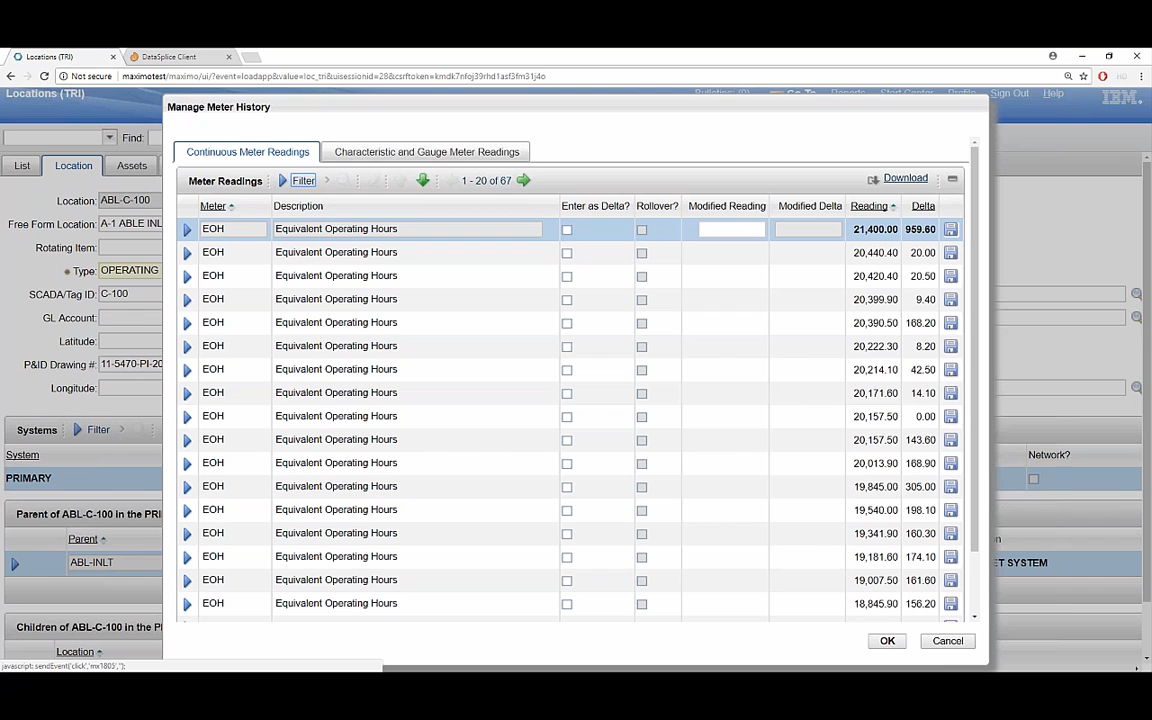 Locations (TRI)
DataSplice Client
Not secure
maximotest/maximo/ui/?event=loadapp&value=loc_tri&uisessionid=28&csrftoken=kmdk7nfoj39rhd1asf3fm31j4o
Locations (TRI)
Bulletins: (0)
Go To
Reports
Start Center
Profile
Sign Out
Help
IBM.
Manage Meter History
Find:
Continuous Meter Readings
Characteristic and Gauge Meter Readings
List
Location
Assets
Meter Readings
Filter
1 - 20 of 67
Download
Location: ABL-C-100
Free Form Location: A-1 ABLE INL
Rotating Item:
Type: OPERATING
SCADA/Tag ID: C-100
GL Account:
Latitude:
P&ID Drawing #: 11-5470-PI-20
Longitude:
Systems
Filter
System
PRIMARY
Network?
Parent of ABL-C-100 in the PRI
Parent
ABL-INLT
ET SYSTEM
Children of ABL-C-100 in the P
Location
Meter Description Enter as Delta? Rollover? Modified Reading Modified Delta Reading Delta
EOH Equivalent Operating Hours 21,400.00 959.60
EOH Equivalent Operating Hours 20,440.40 20.00
EOH Equivalent Operating Hours 20,420.40 20.50
EOH Equivalent Operating Hours 20,399.90 9.40
EOH Equivalent Operating Hours 20,390.50 168.20
EOH Equivalent Operating Hours 20,222.30 8.20
EOH Equivalent Operating Hours 20,214.10 42.50
EOH Equivalent Operating Hours 20,171.60 14.10
EOH Equivalent Operating Hours 20,157.50 0.00
EOH Equivalent Operating Hours 20,157.50 143.60
EOH Equivalent Operating Hours 20,013.90 168.90
EOH Equivalent Operating Hours 19,845.00 305.00
EOH Equivalent Operating Hours 19,540.00 198.10
EOH Equivalent Operating Hours 19,341.90 160.30
EOH Equivalent Operating Hours 19,181.60 174.10
EOH Equivalent Operating Hours 19,007.50 161.60
EOH Equivalent Operating Hours 18,845.90 156.20
OK
Cancel
javascript: sendEvent('click','mx1805','');